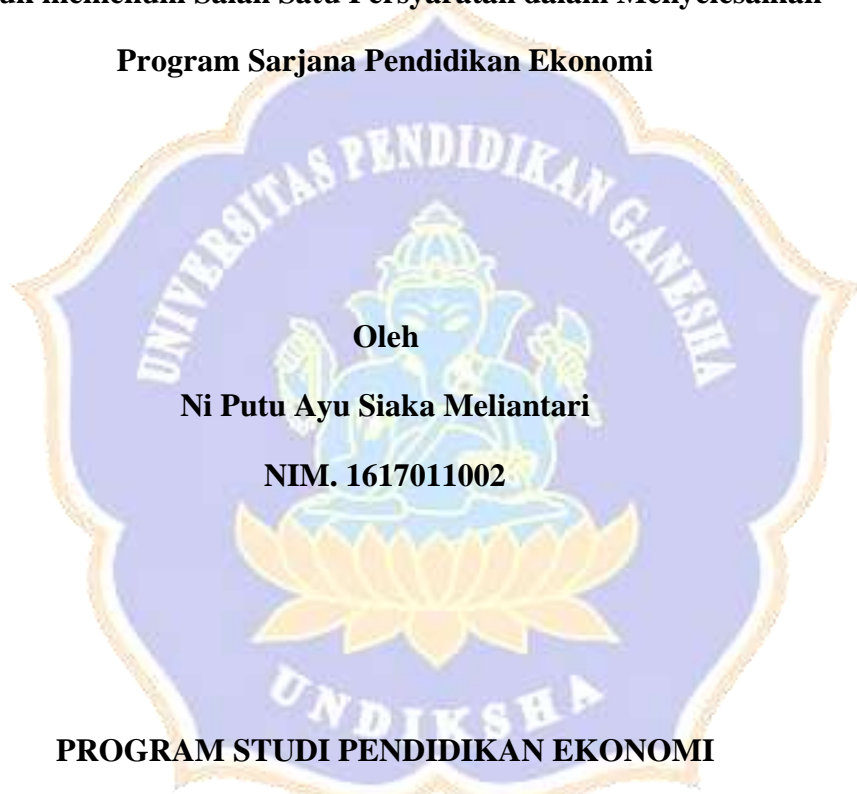 Salah Satu Persyaratan dalam Menyelesaikan
Program Sarjana Pendidikan Ekonomi
UNIVERSITAS PENDIDIKAN GANESHA
Oleh
Ni Putu Ayu Siaka Meliantari
NIM. 1617011002
UNDIKSHA
PROGRAM STUDI PENDIDIKAN EKONOMI